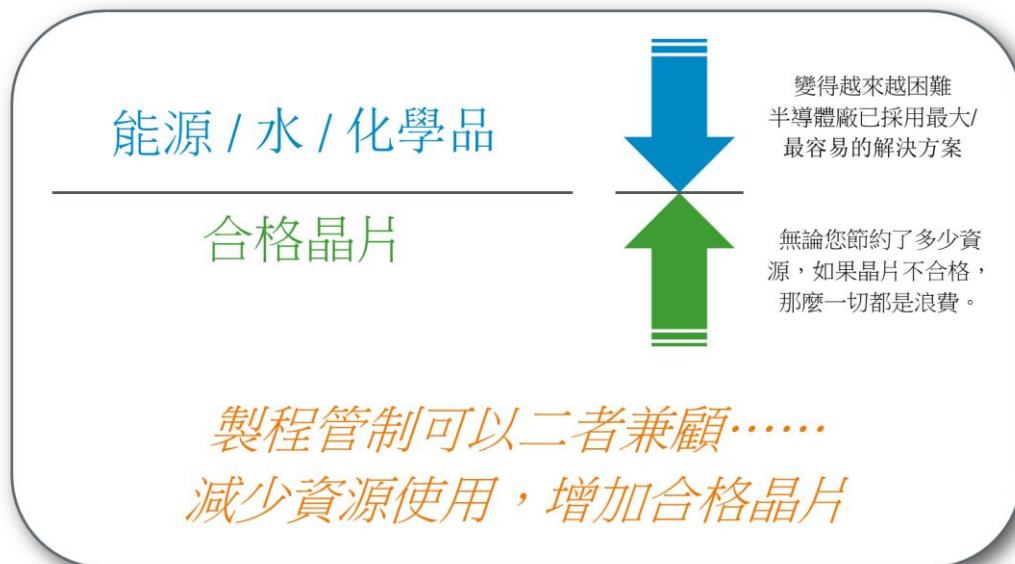 能源 / 水 / 化學品
合格晶片
變得越來越困難
半導體廠已採用最大/
最容易的解決方案
無論您節約了多少資
源，如果晶片不合格，
那麼一切都是浪費。
製程管制可以二者兼顧⋯⋯
減少資源使用，增加合格晶片